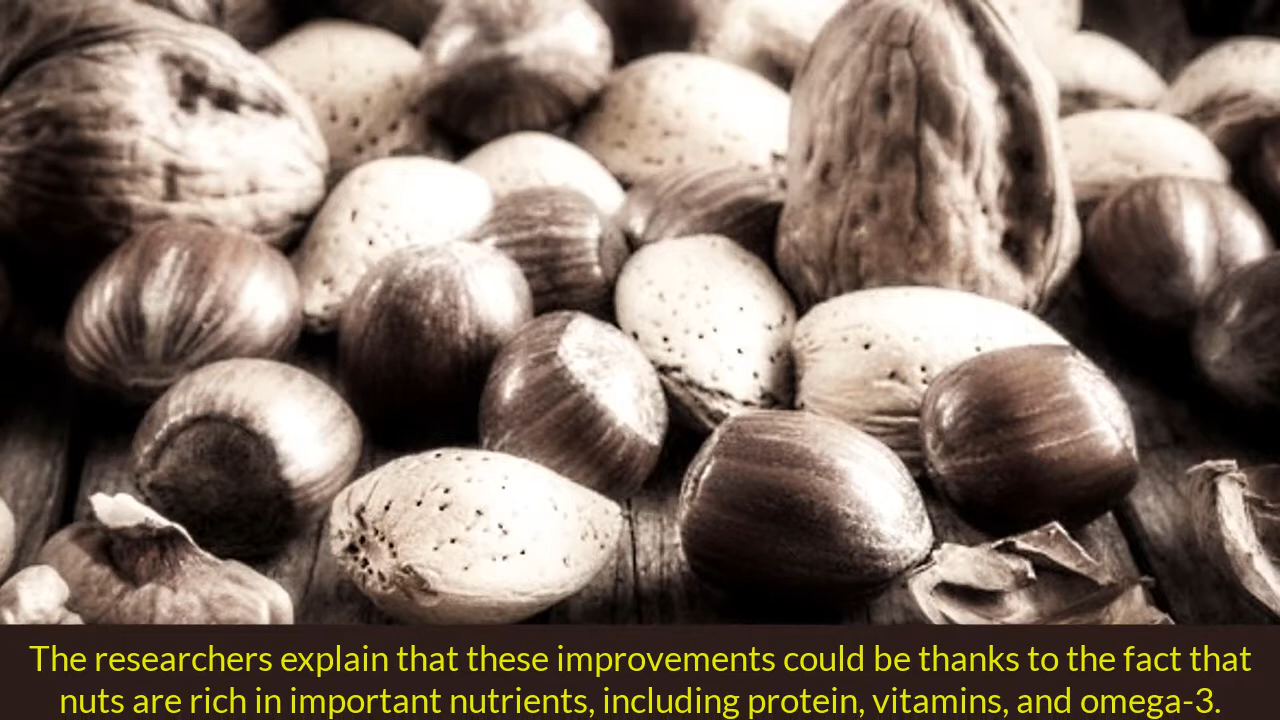 The researchers explain that these improvements could be thanks to the fact that
nuts are rich in important nutrients, including protein, vitamins, and omega-3.